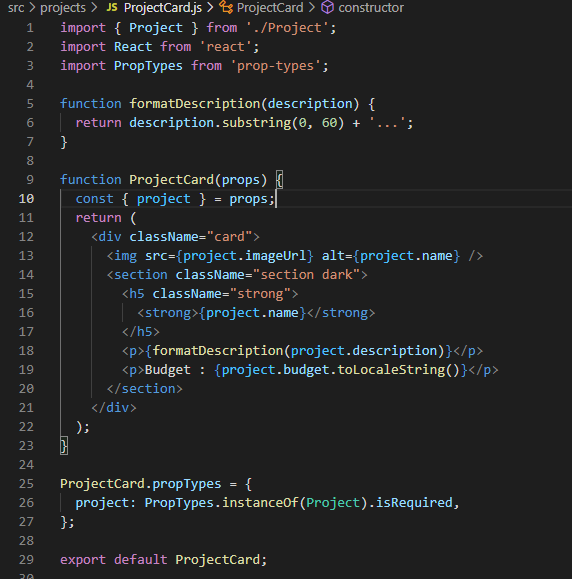 src > projects > JS ProjectCard.js > ProjectCard > constructor
1 import { Project } from './Project';
2 import React from 'react';
3 import PropTypes from 'prop-types';
4
5 function formatDescription(description) {
6   return description.substring(0, 60) + '...';
7 }
8
9 function ProjectCard(props) {
10   const { project } = props;
11   return (
12     <div className="card">
13       <img src={project.imageUrl} alt={project.name} />
14       <section className="section dark">
15         <h5 className="strong">
16           <strong>{project.name}</strong>
17         </h5>
18         <p>{formatDescription(project.description)}</p>
19         <p>Budget : {project.budget.toLocaleString()}</p>
20       </section>
21     </div>
22   );
23 }
24
25 ProjectCard.propTypes = {
26   project: PropTypes.instanceOf(Project).isRequired,
27 };
28
29 export default ProjectCard;
30